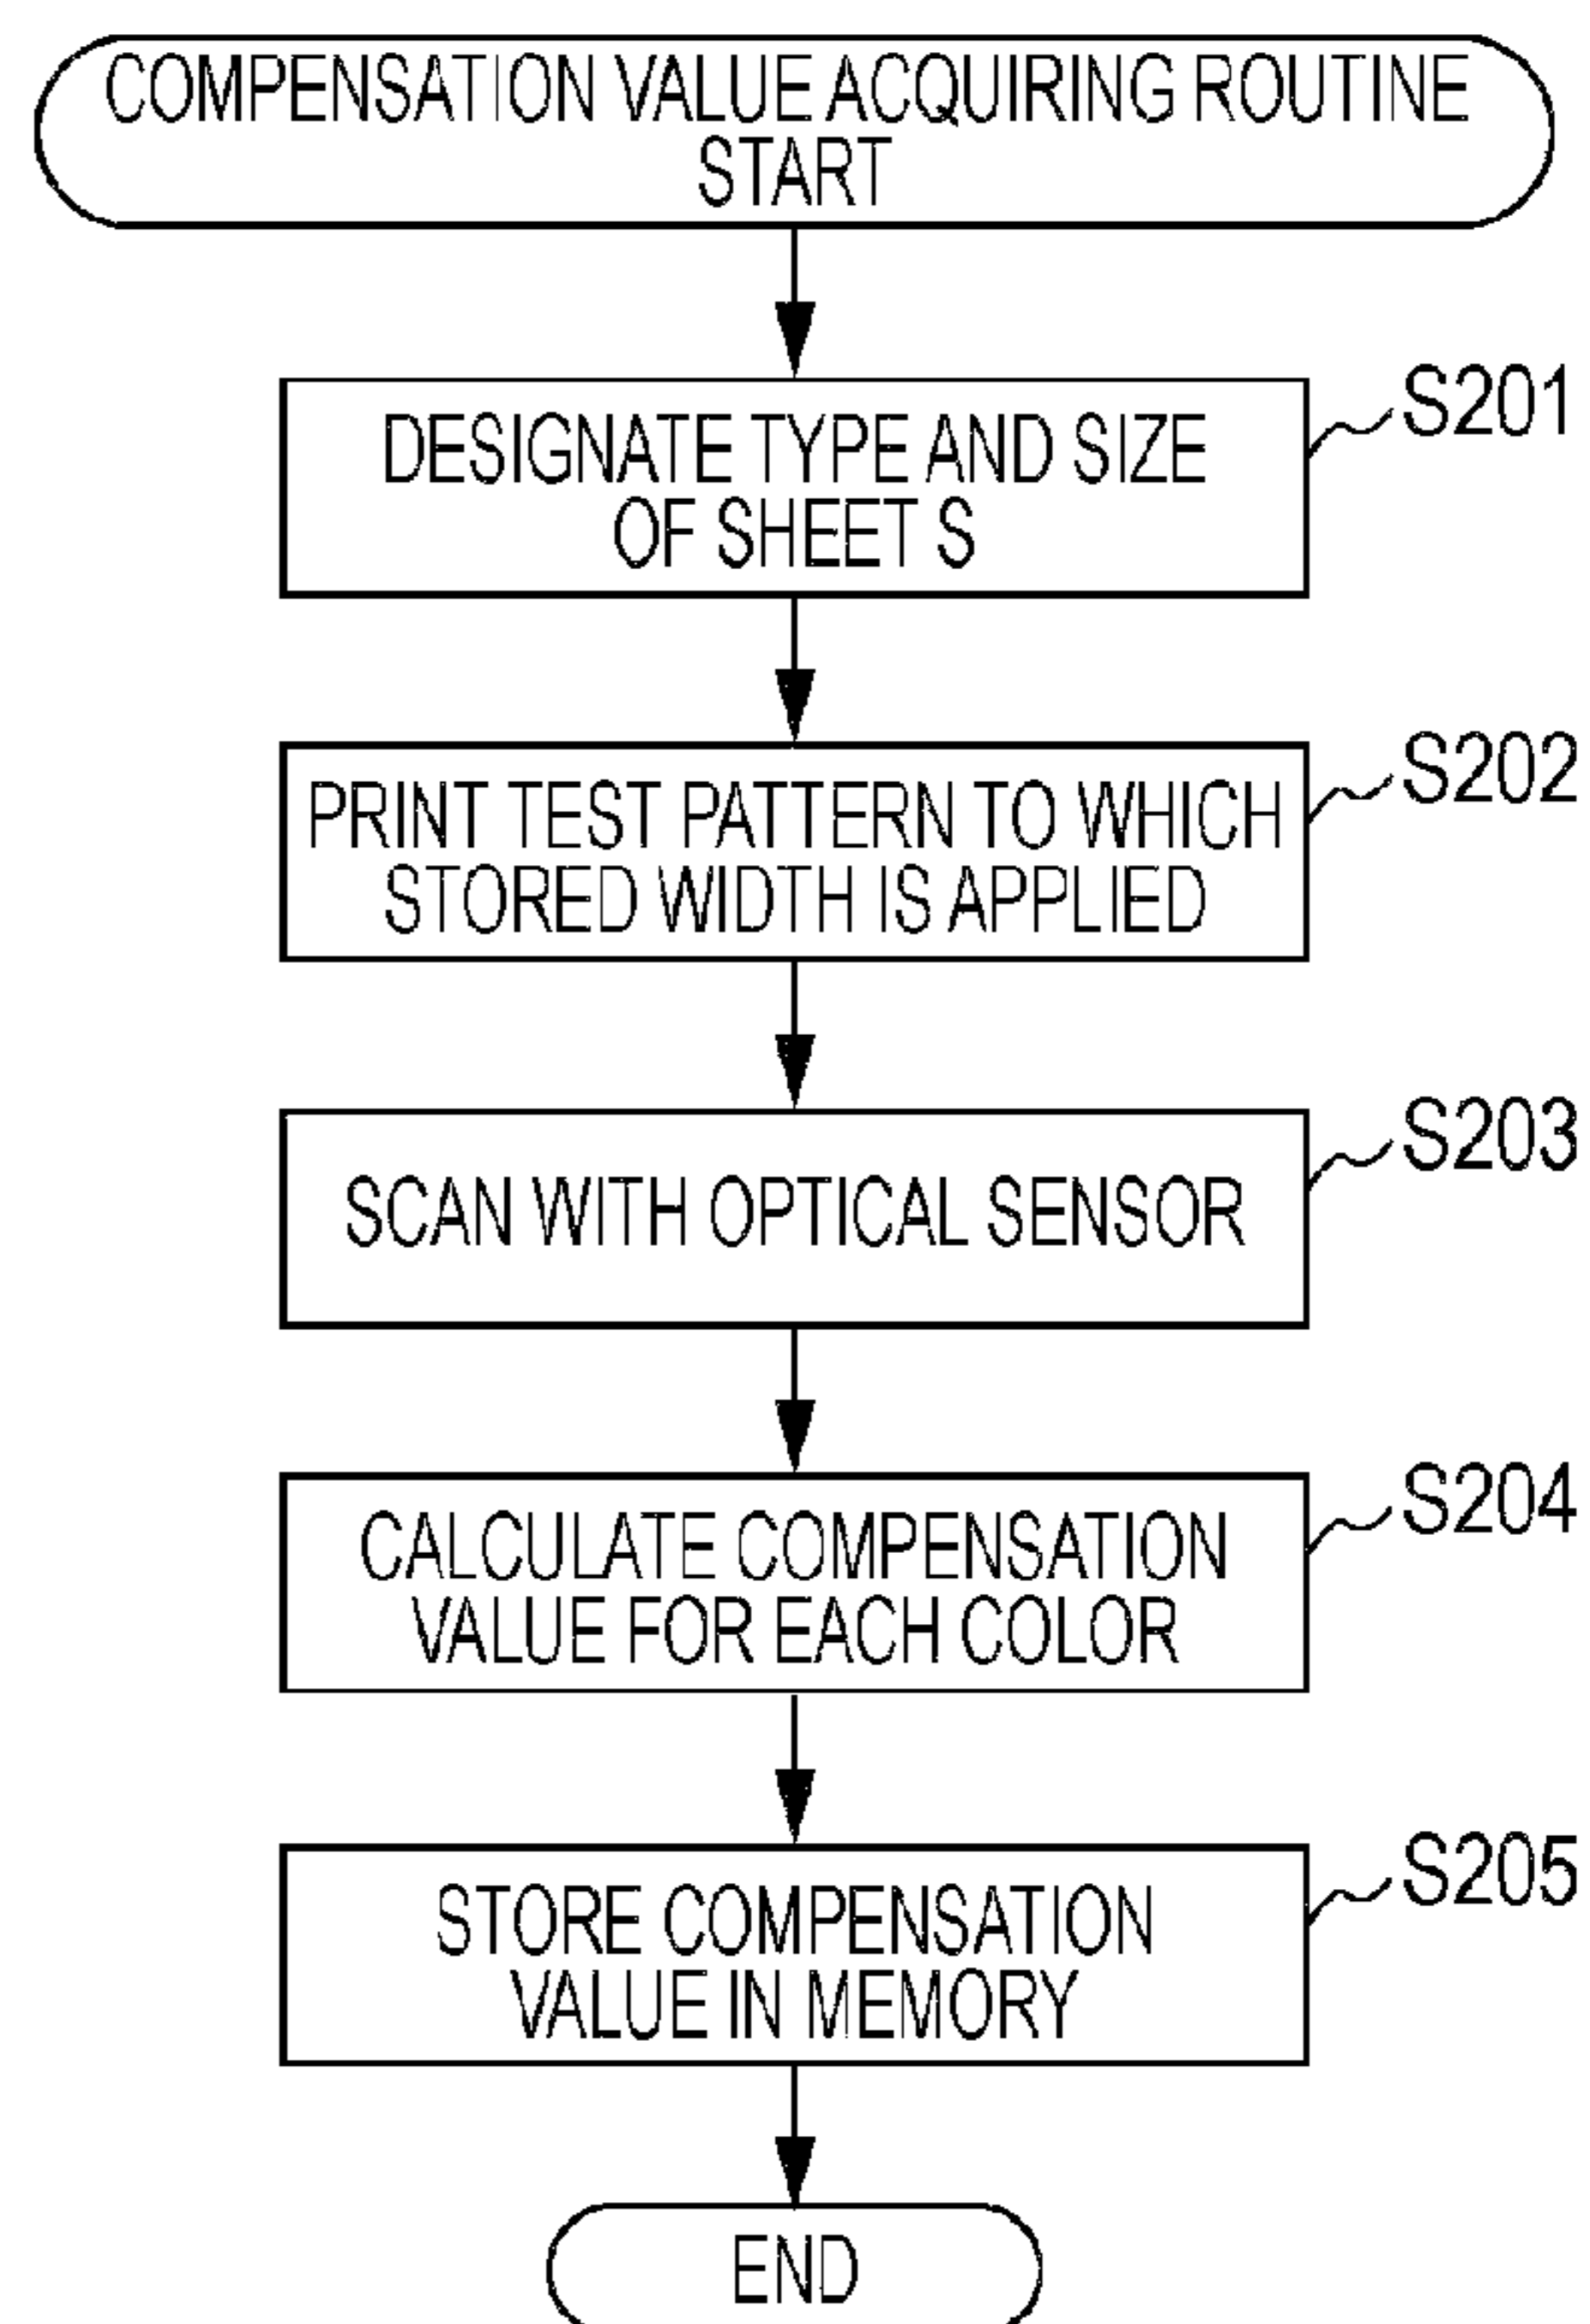 COMPENSATION VALUE ACQUIRING ROUTINE
START
S201
DESIGNATE TYPE AND SIZE
OF SHEET S
S202
PRINT TEST PATTERN TO WHICH
STORED WIDTH IS APPLIED
S203
SCAN WITH OPTICAL SENSOR
S204
CALCULATE COMPENSATION
VALUE FOR EACH COLOR
S205
STORE COMPENSATION
VALUE IN MEMORY
END